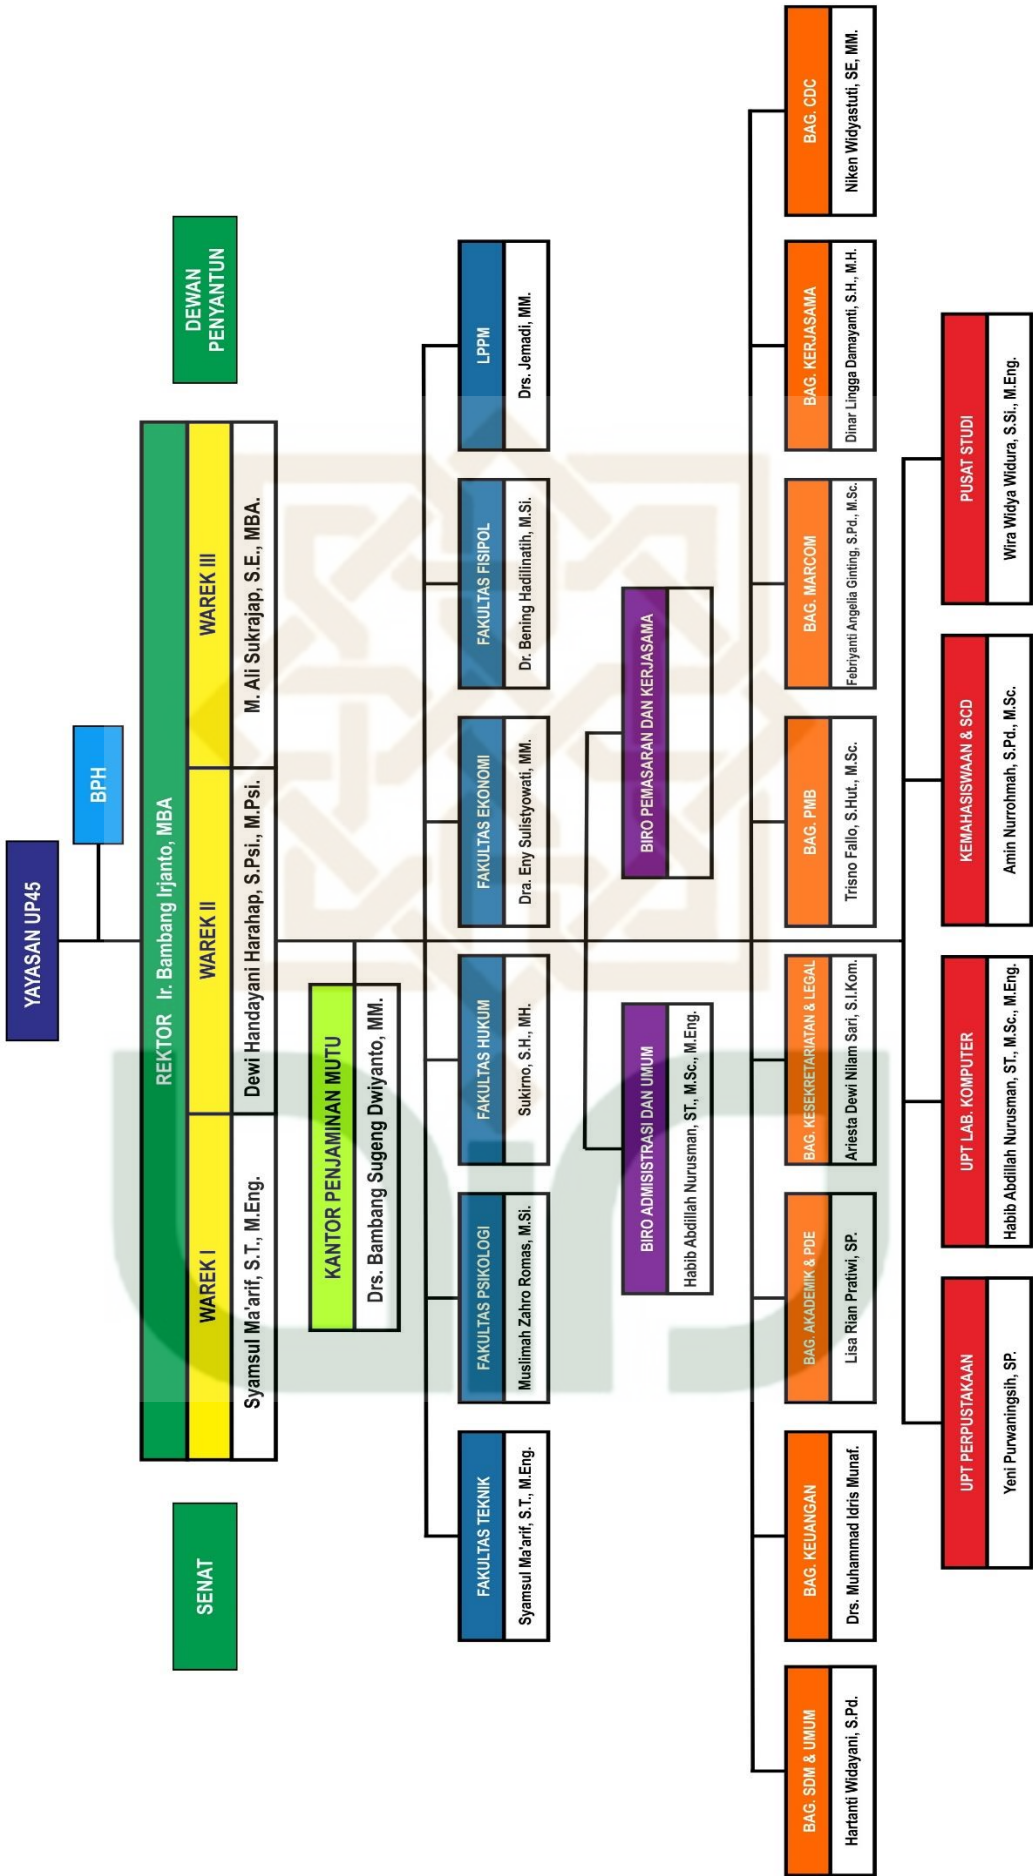 YAYASAN UP45
BPH
SENAT
REKTOR Ir. Bambang Irjanto, MBA
DEWAN
PENYANTUN
WAREK I
WAREK II
WAREK III
Syamsul Ma'arif, S.T., M.Eng.
Dewi Handayani Harahap, S.Psi., M.Psi.
M. Ali Sukrajap, S.E., MBA.
KANTOR PENJAMINAN MUTU
Drs. Bambang Sugeng Dwiyanto, MM.
FAKULTAS TEKNIK
Syamsul Ma'arif, S.T., M.Eng.
FAKULTAS PSIKOLOGI
Muslimah Zahro Romas, M.Si.
FAKULTAS HUKUM
Sukirno, S.H., MH.
FAKULTAS EKONOMI
Dra. Eny Sulistyowati, MM.
FAKULTAS FISIPOL
Dr. Bening Hadilinatih, M.Si.
LPPM
Drs. Jemadi, MM.
BIRO ADMISISTRASI DAN UMUM
Habib Abdillah Nurusman, ST., M.Sc., M.Eng.
BIRO PEMASARAN DAN KERJASAMA
BAG. SDM & UMUM
Hartanti Widayani, S.Pd.
BAG. KEUANGAN
Drs. Muhammad Idris Munaf.
BAG. AKADEMIK & PDE
Lisa Rian Pratiwi, SP.
BAG. KESEKRETARIATAN & LEGAL
Ariesta Dewi Nilam Sari, S.I.Kom.
BAG. PMB
Trisno Fallo, S.Hut., M.Sc.
BAG. MARCOM
Febriyanti Angelia Ginting, S.Pd., M.Sc.
BAG. KERJASAMA
Dinar Lingga Damayanti, S.H., M.H.
BAG. CDC
Niken Widyastuti, SE, MM.
UPT PERPUSTAKAAN
Yeni Purwaningsih, SP.
UPT LAB. KOMPUTER
Habib Abdillah Nurusman, ST., M.Sc., M.Eng.
KEMAHASISWAAN & SCD
Amin Nurrohmah, S.Pd., M.Sc.
PUSAT STUDI
Wira Widya Widura, S.Si., M.Eng.